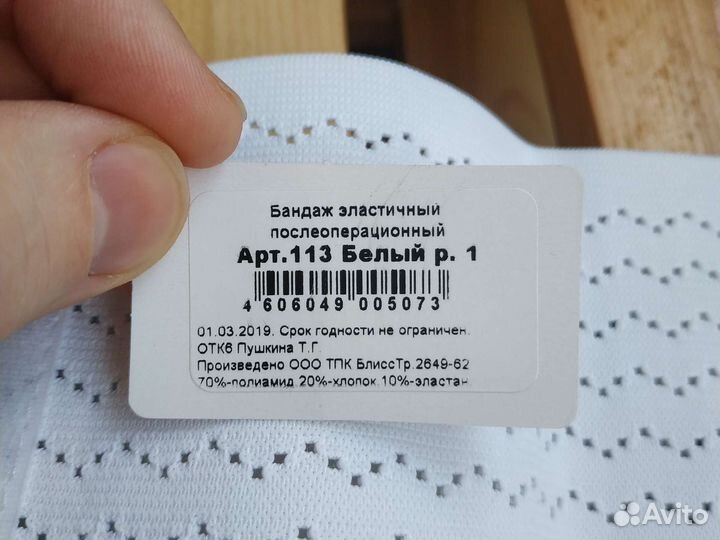 Бандаж эластичный
послеоперационный
Арт.113 Белый р. 1
4 606049 005073
01.03.2019. Срок годности не ограничен.
ОТК6 Пушкина Т.Г.
Произведено ООО ТПК БлиссТр.2649-62
70%-полиамид 20%-хлопок 10%-эластан
Avito